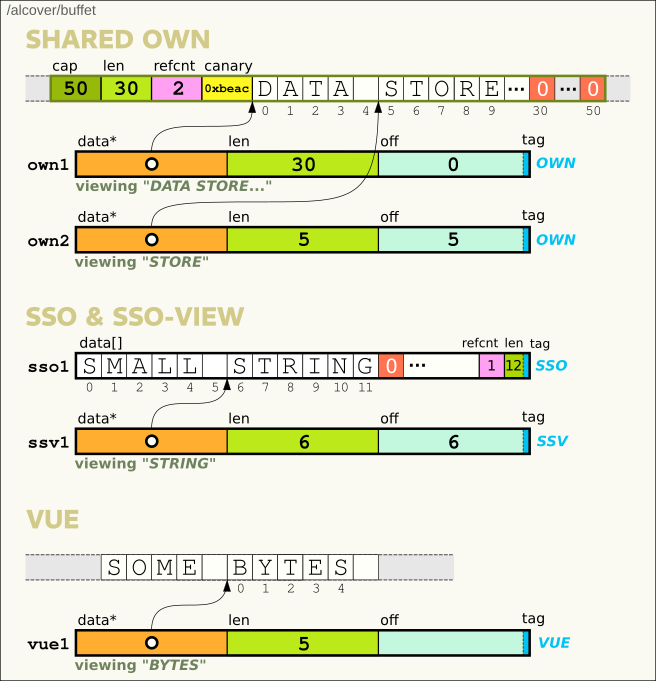 /alcover/buffet
SHARED OWN
cap len refcnt canary
50 30 2 0xbeac D A T A S T O R E ... 0 ... 0
0 1 2 3 4 5 6 7 8 9 30 50
data* len off tag
own1 30 0 OWN
viewing "DATA STORE..."
data* len off tag
own2 5 5 OWN
viewing "STORE"
SSO & SSO-VIEW
data[] refcnt len tag
sso1 S M A L L S T R I N G 0 ... 1 12 SSO
0 1 2 3 4 5 6 7 8 9 10 11
data* len off tag
ssv1 6 6 SSV
viewing "STRING"
VUE
S O M E B Y T E S
0 1 2 3 4
data* len off tag
vue1 5 VUE
viewing "BYTES"